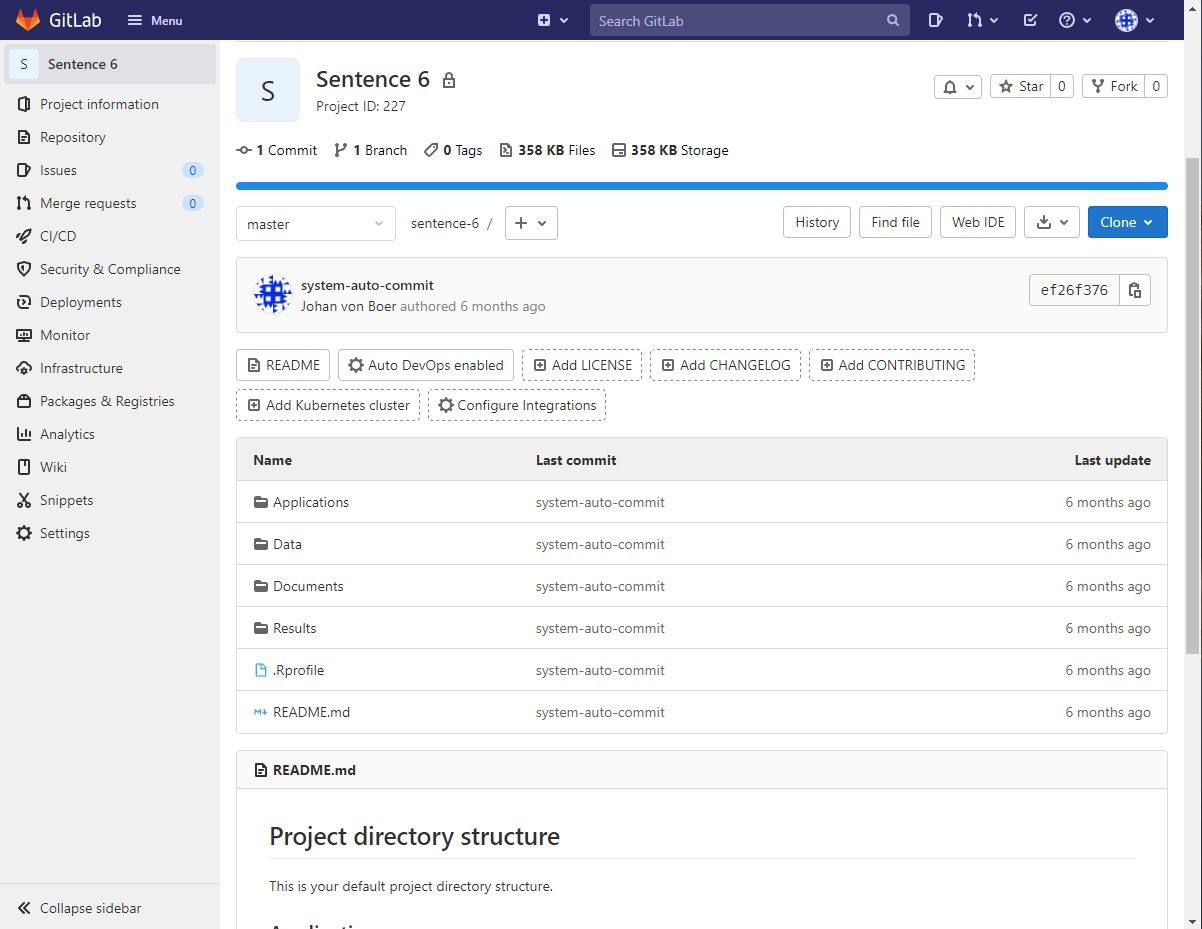 GitLab Menu Search GitLab
S Sentence 6
Project information
Repository
Issues 0
Merge requests 0
CI/CD
Security & Compliance
Deployments
Monitor
Infrastructure
Packages & Registries
Analytics
Wiki
Snippets
Settings
Collapse sidebar
S
Sentence 6
Project ID: 227
Star 0 Fork 0
1 Commit 1 Branch 0 Tags 358 KB Files 358 KB Storage
master sentence-6 / History Find file Web IDE Clone
system-auto-commit
Johan von Boer authored 6 months ago
ef26f376
README Auto DevOps enabled Add LICENSE Add CHANGELOG Add CONTRIBUTING
Add Kubernetes cluster Configure Integrations
Name Last commit Last update
Applications system-auto-commit 6 months ago
Data system-auto-commit 6 months ago
Documents system-auto-commit 6 months ago
Results system-auto-commit 6 months ago
.Rprofile system-auto-commit 6 months ago
README.md system-auto-commit 6 months ago
README.md
Project directory structure
This is your default project directory structure.